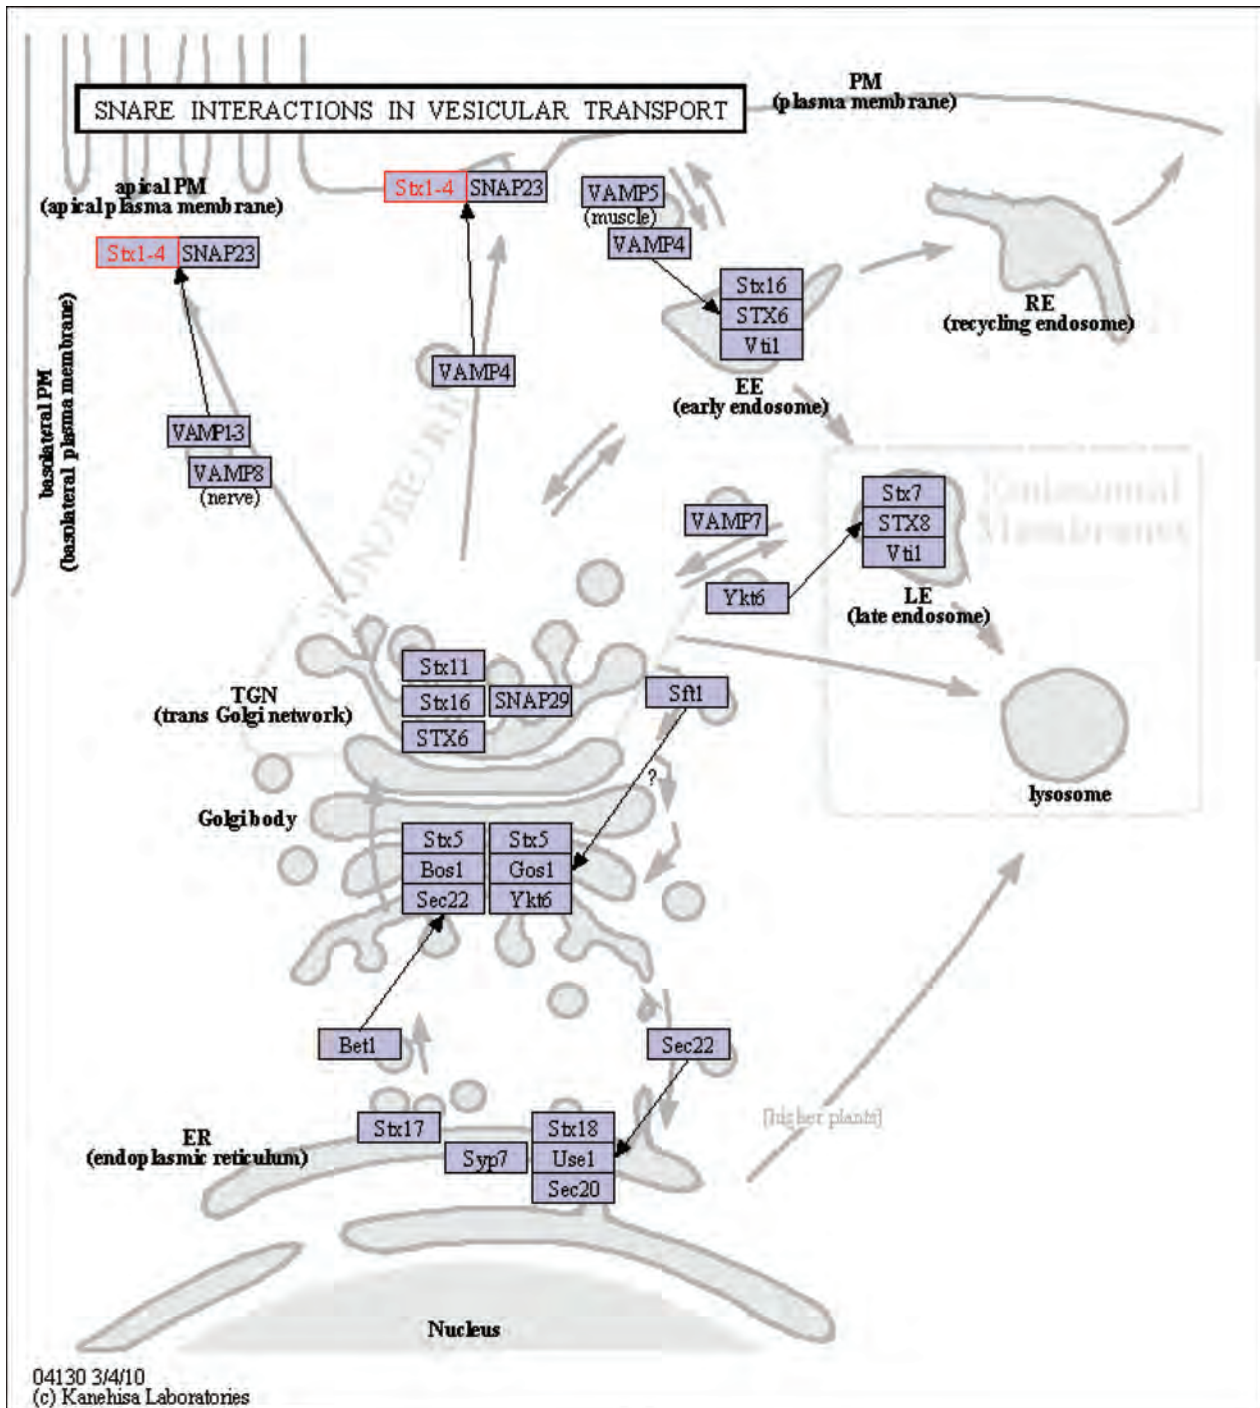 PM
(plasma membrane)
SNARE INTERACTIONS IN VESICULAR TRANSPORT
apical PM
(apical plasma membrane)
Stx1-4 SNAP23
VAMP5
(muscle)
VAMP4
Stx1-4 SNAP23
Stx16
STX6
Vti1
RE
(recycling endosome)
EE
(early endosome)
VAMP4
basolateral PM
(basolateral plasma membrane)
VAMP1-3
VAMP8
(nerve)
Endosomal
Membranes
Stx7
STX8
Vti1
VAMP7
Ykt6
LE
(late endosome)
Stx11
Stx16 SNAP29
STX6
Sft1
TGN
(trans Golgi network)
?
lysosome
Golgi body
Stx5 Stx5
Bos1 Gos1
Sec22 Ykt6
Bet1
Sec22
[higher plants]
Stx17
Stx18
Syp7
Use1
Sec20
ER
(endoplasmic reticulum)
Nucleus
04130 3/4/10
(c) Kanehisa Laboratories